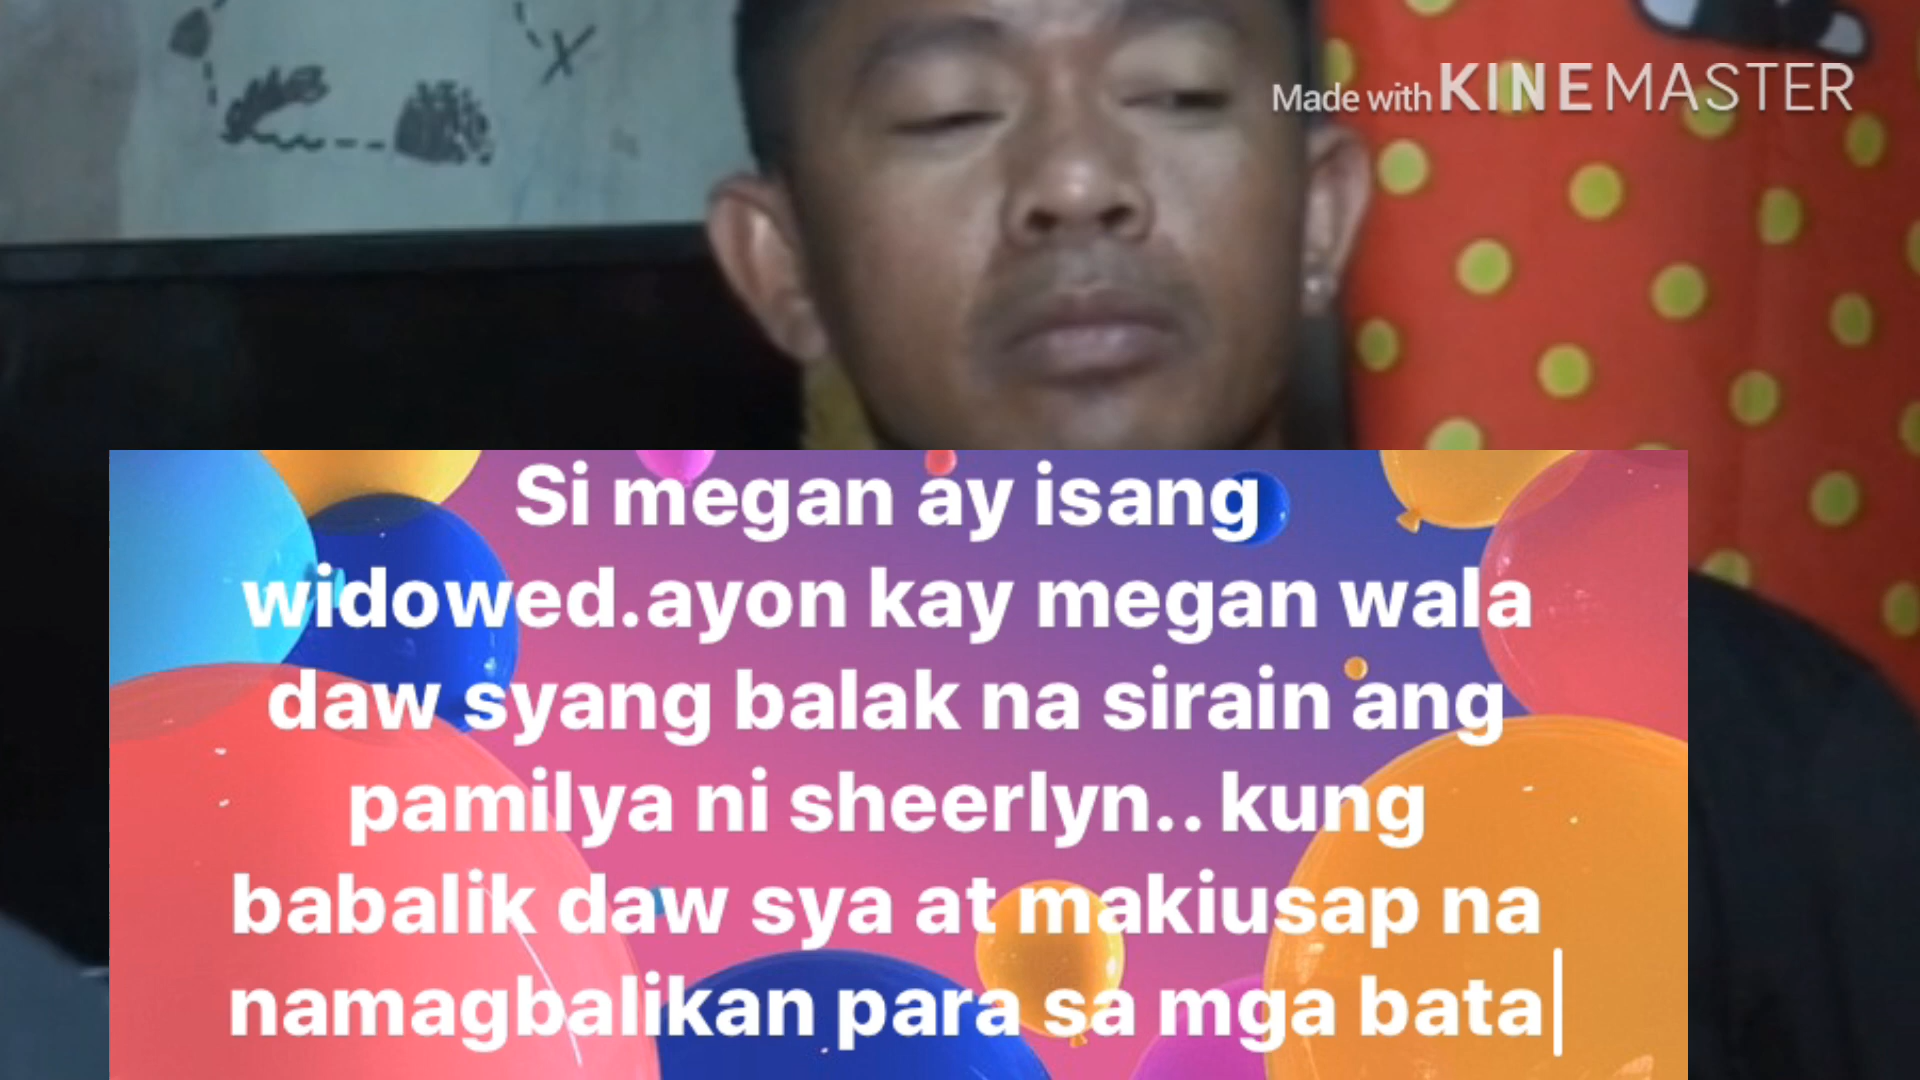 Made with KINEMASTER
Si megan ay isang
widowed.ayon kay megan wala
daw syang balak na sirain ang
pamilya ni sheerlyn.. kung
babalik daw sya at makiusap na
namagbalikan para sa mga bata